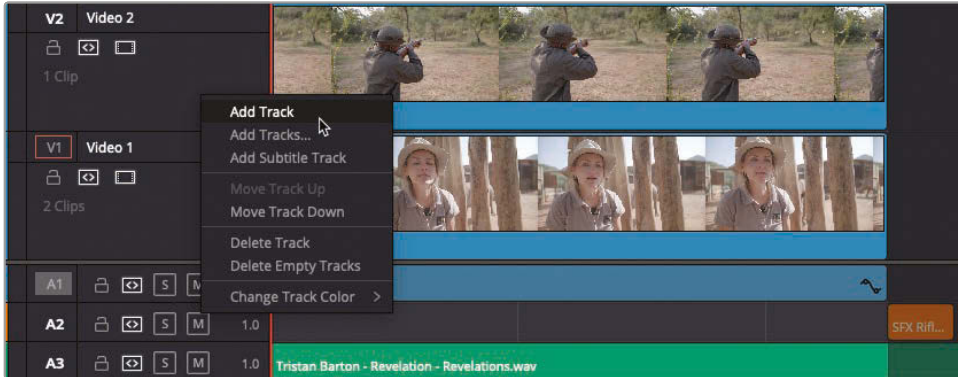 V2 Video 2
1 Clip
Add Track
Add Tracks...
Add Subtitle Track
V1 Video 1
2 Clips
Move Track Up
Move Track Down
Delete Track
Delete Empty Tracks
Change Track Color >
A1 S M
A2 S M 1.0
SFX Rifl...
A3 S M 1.0
Tristan Barton - Revelation - Revelations.wav